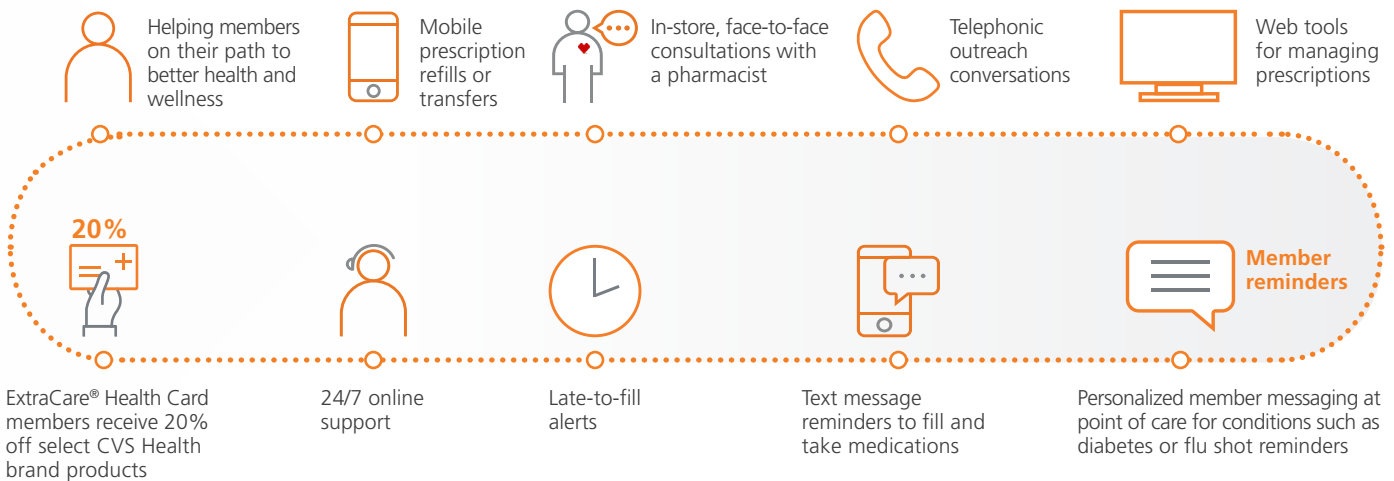 Helping members
on their path to
better health and
wellness
Mobile
prescription
refills or
transfers
In-store, face-to-face
consultations with
a pharmacist
Telephonic
outreach
conversations
Web tools
for managing
prescriptions
20%
Member
reminders
ExtraCare® Health Card
members receive 20%
off select CVS Health
brand products
24/7 online
support
Late-to-fill
alerts
Text message
reminders to fill and
take medications
Personalized member messaging at
point of care for conditions such as
diabetes or flu shot reminders